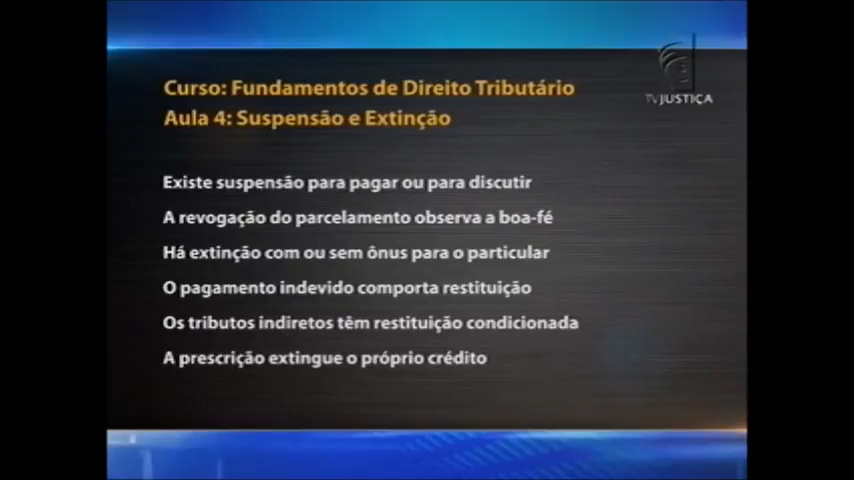 Curso: Fundamentos de Direito Tributário
Aula 4: Suspensão e Extinção
TV JUSTIÇA
Existe suspensão para pagar ou para discutir
A revogação do parcelamento observa a boa-fé
Há extinção com ou sem ônus para o particular
O pagamento indevido comporta restituição
Os tributos indiretos têm restituição condicionada
A prescrição extingue o próprio crédito